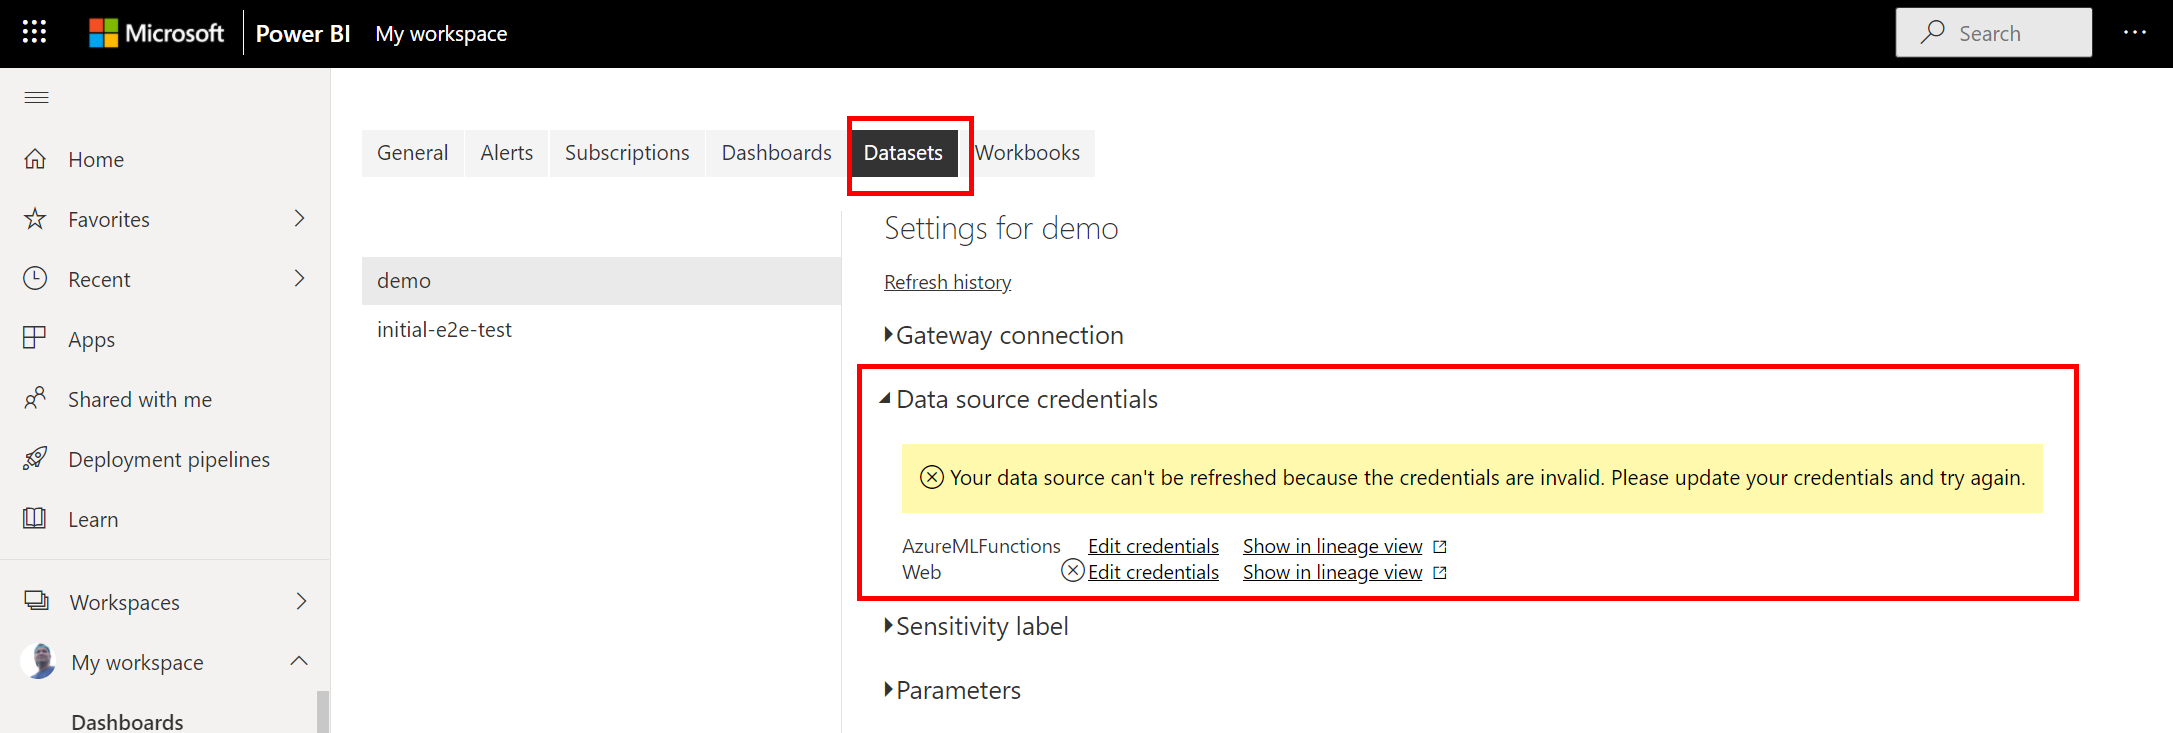 Microsoft Power BI My workspace Search
Home
Favorites
Recent
Apps
Shared with me
Deployment pipelines
Learn
Workspaces
My workspace
Dashboards
General Alerts Subscriptions Dashboards Datasets Workbooks
demo
initial-e2e-test
Settings for demo
Refresh history
Gateway connection
Data source credentials
Your data source can't be refreshed because the credentials are invalid. Please update your credentials and try again.
AzureMLFunctions Edit credentials Show in lineage view
Web Edit credentials Show in lineage view
Sensitivity label
Parameters